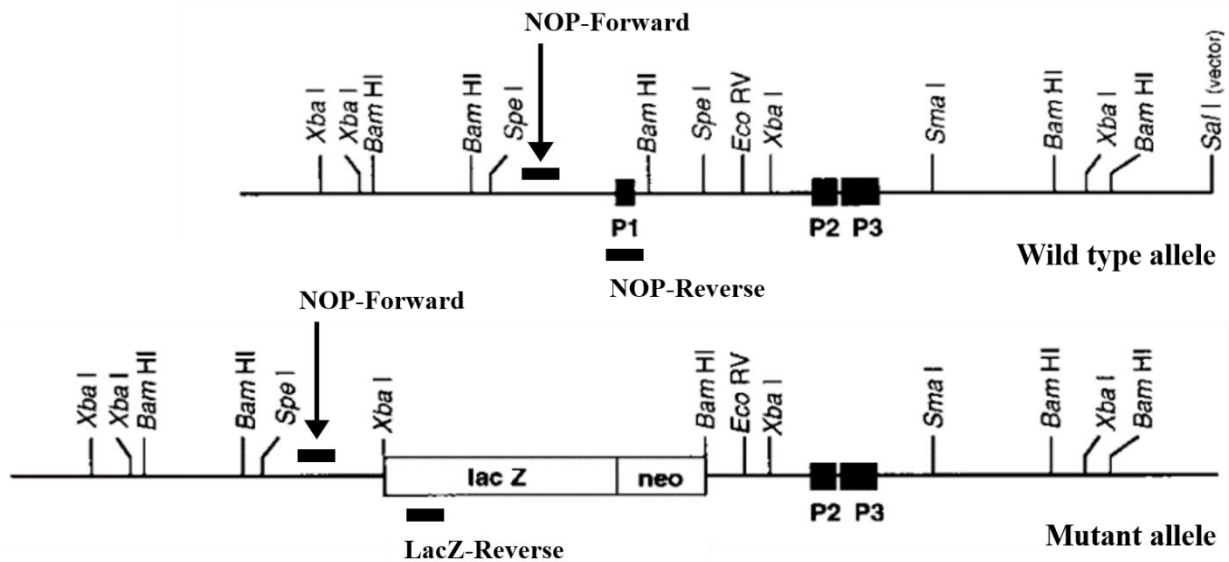 NOP-Forward
Xba I
Xba I
Bam HI
Bam HI
Spe I
Bam HI
Spe I
Eco RV
Xba I
Sma I
Bam HI
Xba I
Bam HI
Sal I (vector)
P1
P2
P3
Wild type allele
NOP-Reverse
NOP-Forward
Xba I
Xba I
Bam HI
Bam HI
Spe I
Xba I
Bam HI
Eco RV
Xba I
Sma I
Bam HI
Xba I
Bam HI
lac Z
neo
P2
P3
Mutant allele
LacZ-Reverse